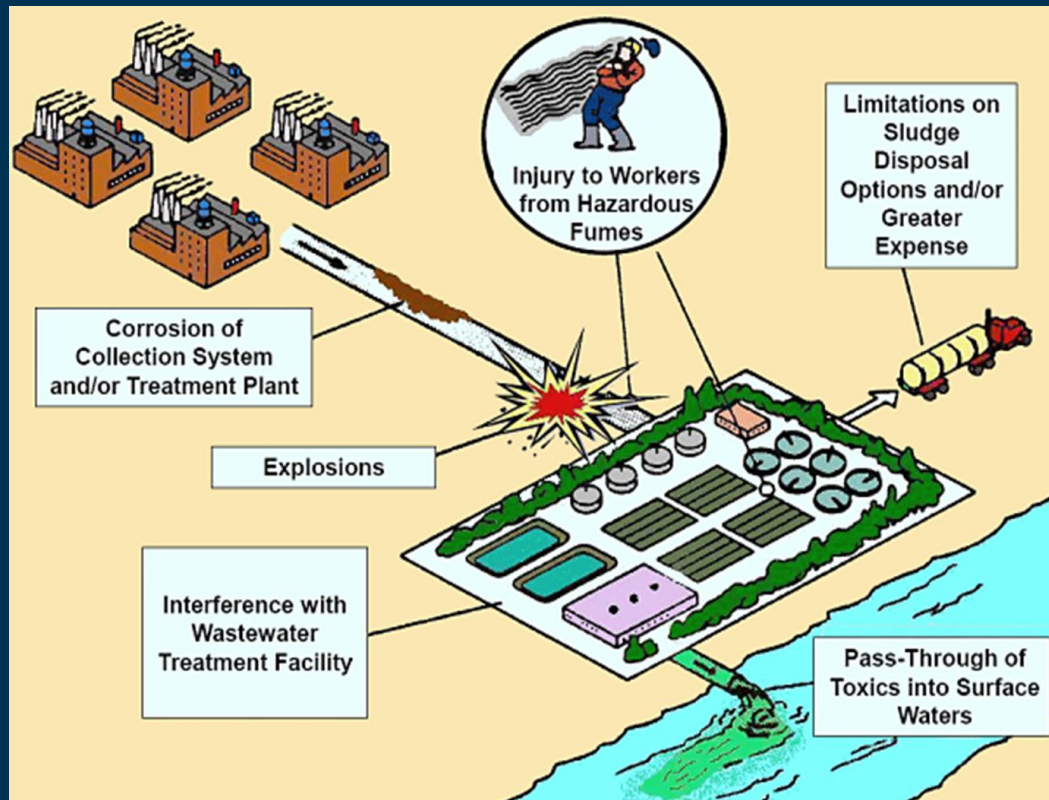 Injury to Workers
from Hazardous
Fumes
Limitations on
Sludge
Disposal
Options and/or
Greater
Expense
Corrosion of
Collection System
and/or Treatment Plant
Explosions
Interference with
Wastewater
Treatment Facility
Pass-Through of
Toxics into Surface
Waters